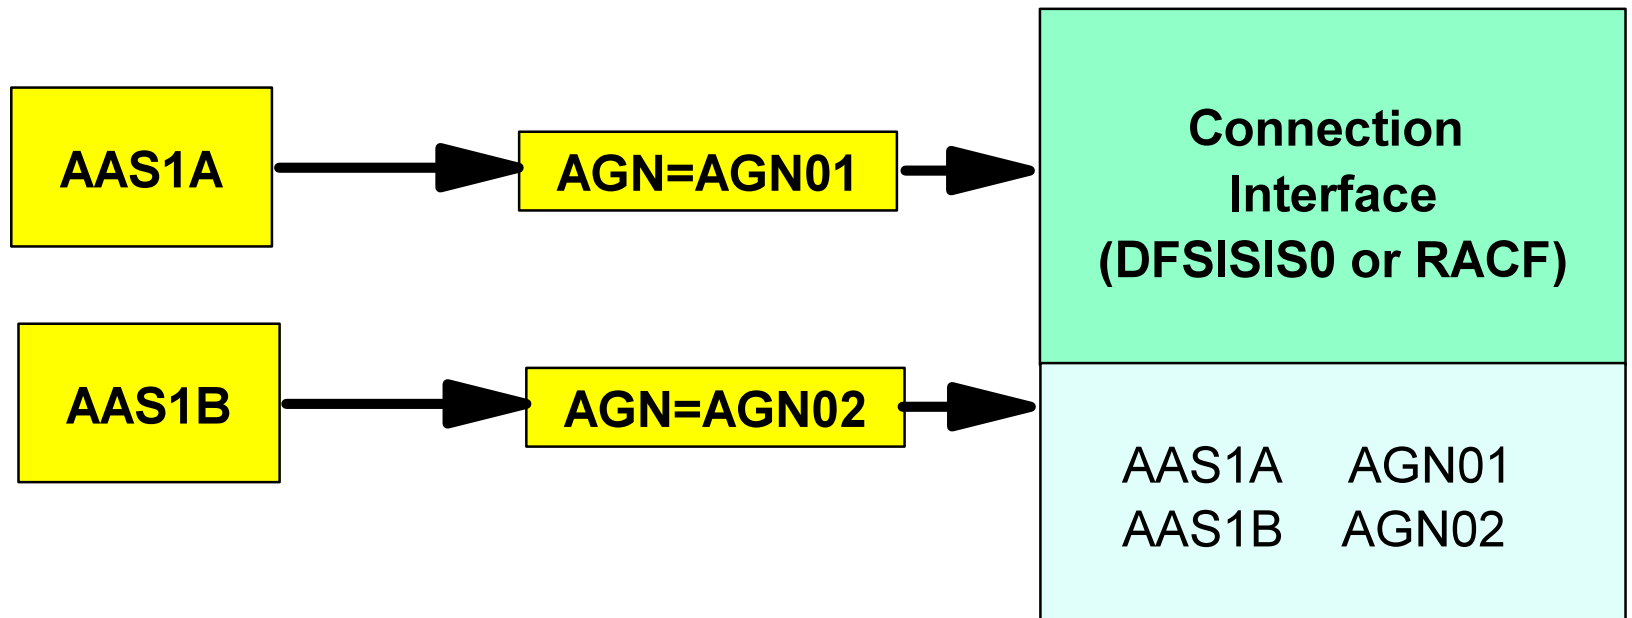 AAS1A
AGN=AGN01
Connection
Interface
(DFSISIS0 or RACF)
AAS1B
AGN=AGN02
AAS1A AGN01
AAS1B AGN02